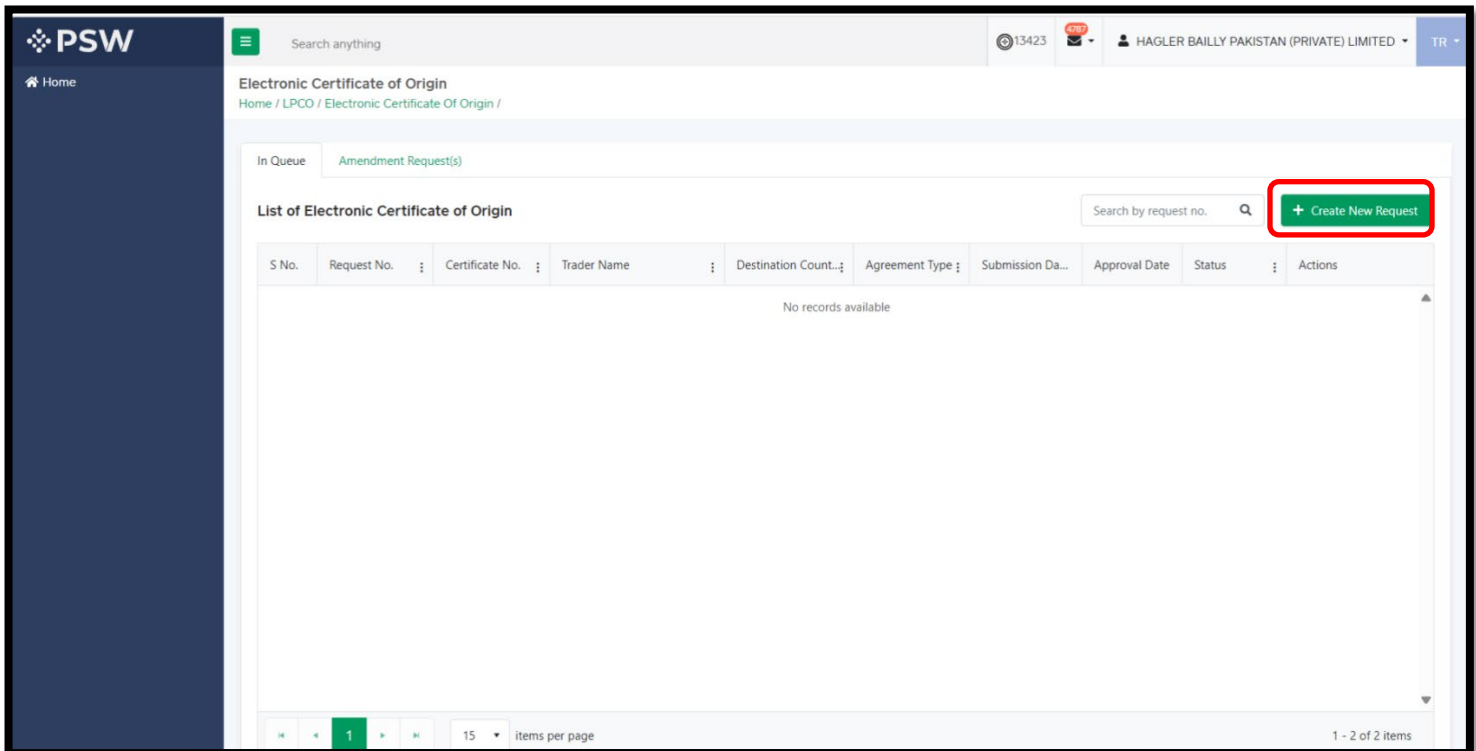 PSW
Search anything
13423
4787
HAGLER BAILLY PAKISTAN (PRIVATE) LIMITED
TR
Home
Electronic Certificate of Origin
Home / LPCO / Electronic Certificate Of Origin /
In Queue
Amendment Request(s)
List of Electronic Certificate of Origin
Search by request no.
+ Create New Request
S No. Request No. Certificate No. Trader Name Destination Count... Agreement Type Submission Da... Approval Date Status Actions
No records available
1 15 items per page 1 - 2 of 2 items